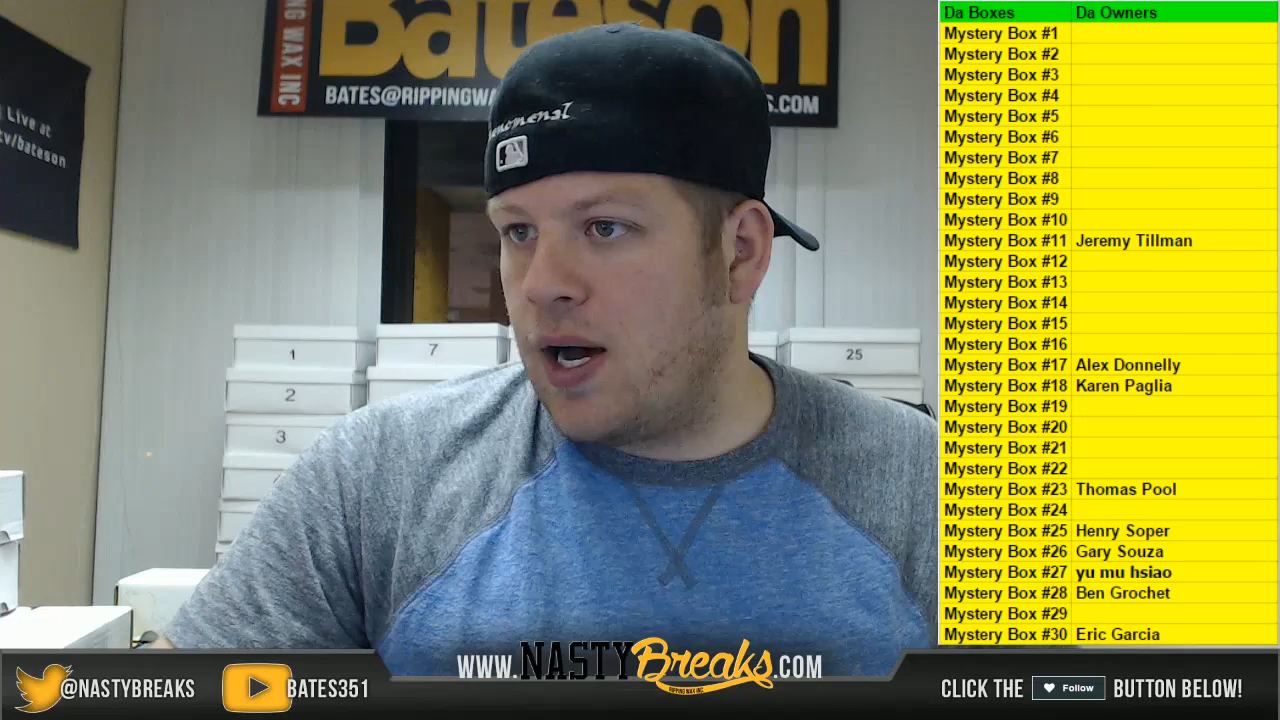 Bateson
NG WAX INC
BATES@RIPPINGWA
S.COM
Live at
tv/bateson
enomenal
1
2
3
7
25
Da Boxes Da Owners
Mystery Box #1
Mystery Box #2
Mystery Box #3
Mystery Box #4
Mystery Box #5
Mystery Box #6
Mystery Box #7
Mystery Box #8
Mystery Box #9
Mystery Box #10
Mystery Box #11 Jeremy Tillman
Mystery Box #12
Mystery Box #13
Mystery Box #14
Mystery Box #15
Mystery Box #16
Mystery Box #17 Alex Donnelly
Mystery Box #18 Karen Paglia
Mystery Box #19
Mystery Box #20
Mystery Box #21
Mystery Box #22
Mystery Box #23 Thomas Pool
Mystery Box #24
Mystery Box #25 Henry Soper
Mystery Box #26 Gary Souza
Mystery Box #27 yu mu hsiao
Mystery Box #28 Ben Grochet
Mystery Box #29
Mystery Box #30 Eric Garcia
@NASTYBREAKS
BATES351
WWW.NASTYBreaks.COM
RIPPING WAX INC
CLICK THE Follow BUTTON BELOW!